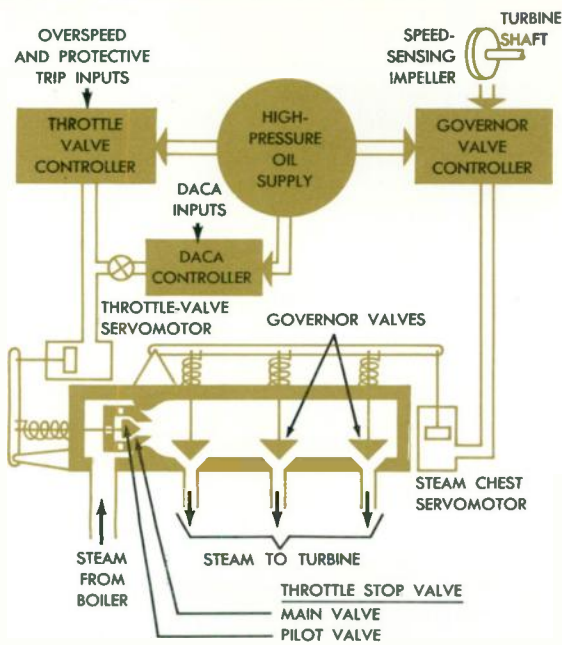 OVERSPEED
AND PROTECTIVE
TRIP INPUTS
SPEED-
SENSING
IMPELLER
TURBINE
SHAFT
THROTTLE
VALVE
CONTROLLER
HIGH-
PRESSURE
OIL
SUPPLY
GOVERNOR
VALVE
CONTROLLER
DACA
INPUTS
DACA
CONTROLLER
THROTTLE-VALVE
SERVOMOTOR
GOVERNOR VALVES
STEAM CHEST
SERVOMOTOR
STEAM
FROM
BOILER
STEAM TO TURBINE
THROTTLE STOP VALVE
MAIN VALVE
PILOT VALVE